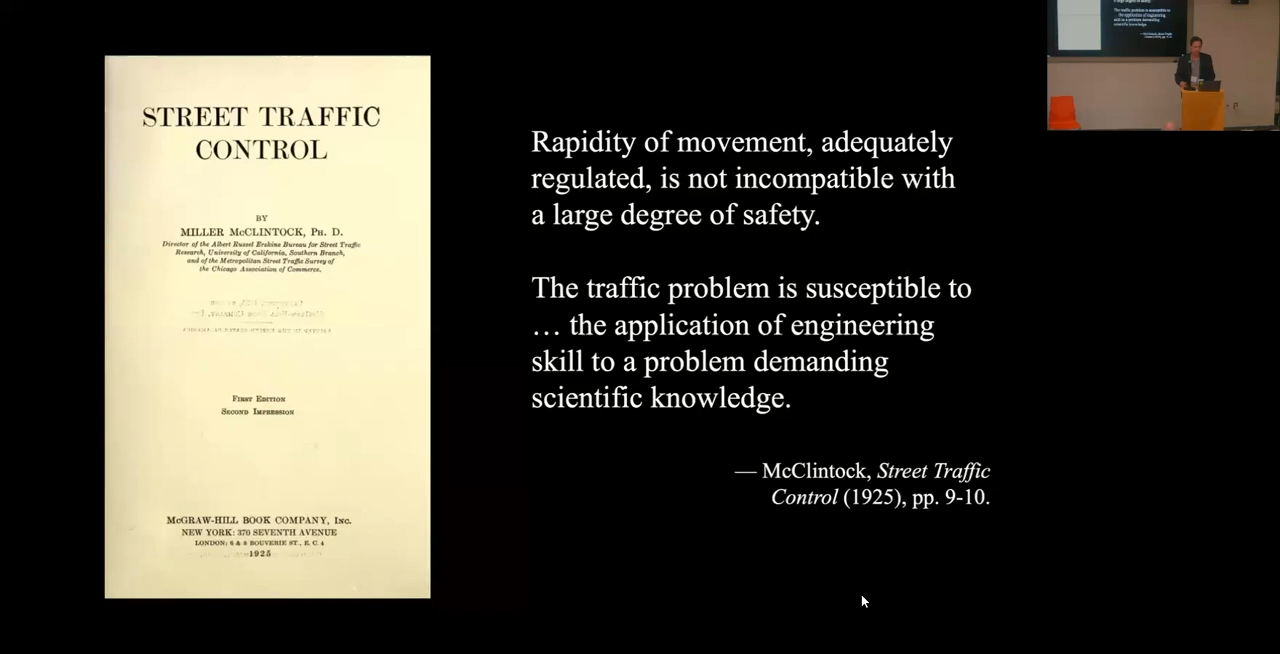 STREET TRAFFIC
CONTROL
BY
MILLER McCLINTOCK, PH. D.
Director of the Albert Russel Erskine Bureau for Street Traffic
Research, University of California, Southern Branch,
and of the Metropolitan Street Traffic Survey of
the Chicago Association of Commerce.
FIRST EDITION
SECOND IMPRESSION
McGRAW-HILL BOOK COMPANY, INC.
NEW YORK: 370 SEVENTH AVENUE
LONDON: 6 & 8 BOUVERIE ST., E. C. 4
1925
Rapidity of movement, adequately
regulated, is not incompatible with
a large degree of safety.
The traffic problem is susceptible to
… the application of engineering
skill to a problem demanding
scientific knowledge.
— McClintock, Street Traffic
Control (1925), pp. 9-10.